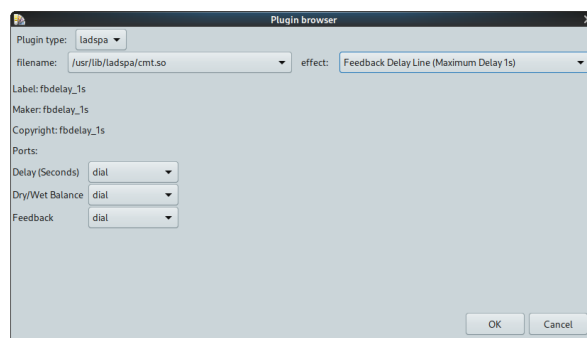 Plugin browser
Plugin type: ladspa
filename: /usr/lib/ladspa/cmt.so effect: Feedback Delay Line (Maximum Delay 1s)
Label: fbdelay_1s
Maker: fbdelay_1s
Copyright: fbdelay_1s
Ports:
Delay (Seconds) dial
Dry/Wet Balance dial
Feedback dial
OK Cancel